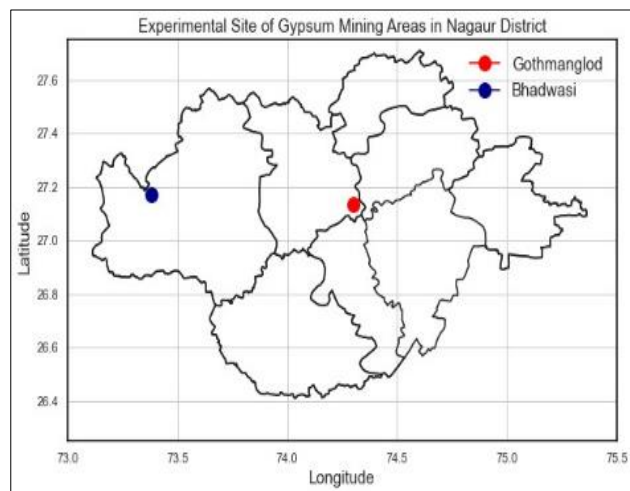 Experimental Site of Gypsum Mining Areas in Nagaur District
Gothmanglod
Bhadwasi
27.6
27.4
27.2
27.0
26.8
26.6
26.4
Latitude
73.0 73.5 74.0 74.5 75.0 75.5
Longitude